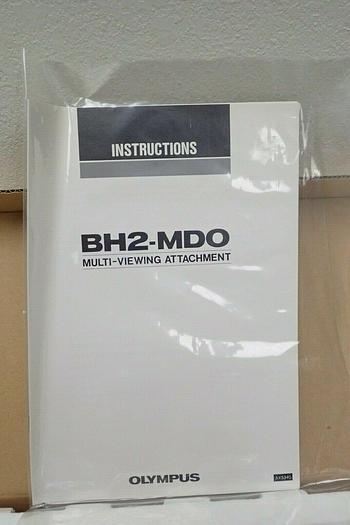 INSTRUCTIONS
BH2-MDO
MULTI-VIEWING ATTACHMENT
OLYMPUS